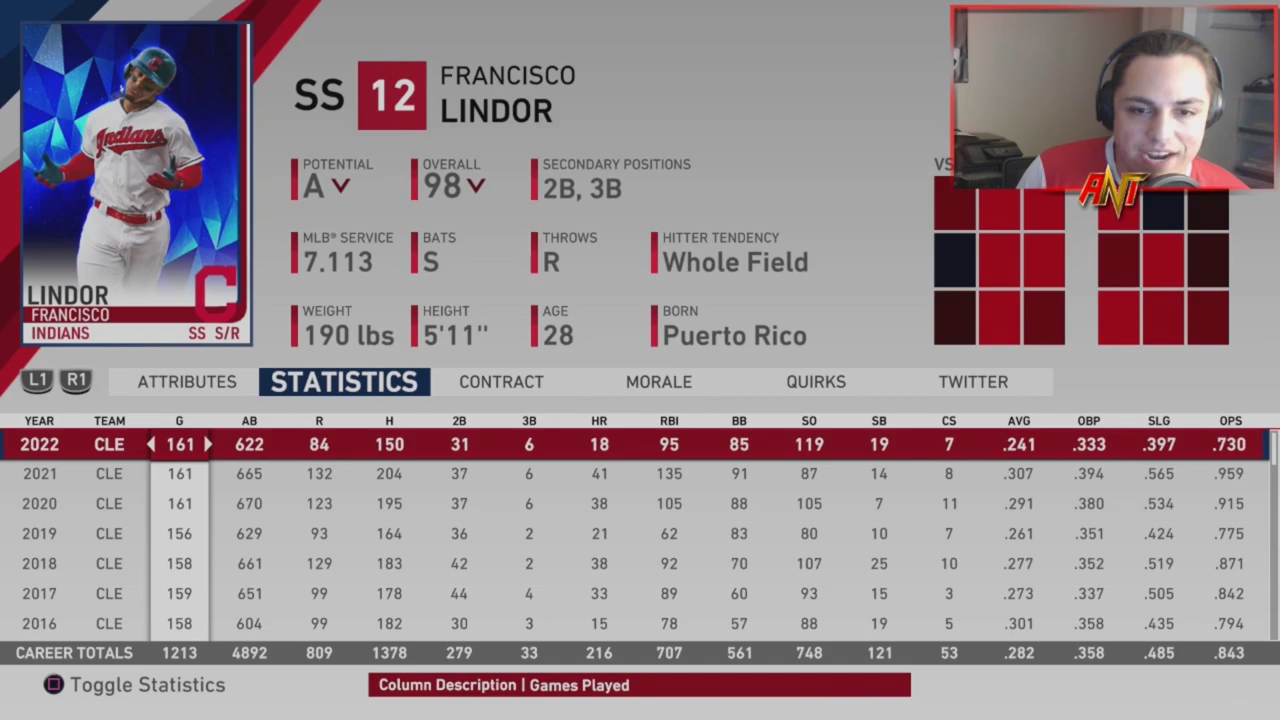 SS 12 FRANCISCO
LINDOR
Indians
LINDOR
FRANCISCO
INDIANS SS S/R
POTENTIAL OVERALL SECONDARY POSITIONS
A 98 2B, 3B
MLB® SERVICE BATS THROWS HITTER TENDENCY
7.113 S R Whole Field
WEIGHT HEIGHT AGE BORN
190 lbs 5'11" 28 Puerto Rico
VS
ANT
L1 R1 ATTRIBUTES STATISTICS CONTRACT MORALE QUIRKS TWITTER
YEAR TEAM G AB R H 2B 3B HR RBI BB SO SB CS AVG OBP SLG OPS
2022 CLE 161 622 84 150 31 6 18 95 85 119 19 7 .241 .333 .397 .730
2021 CLE 161 665 132 204 37 6 41 135 91 87 14 8 .307 .394 .565 .959
2020 CLE 161 670 123 195 37 6 38 105 88 105 7 11 .291 .380 .534 .915
2019 CLE 156 629 93 164 36 2 21 62 83 80 10 7 .261 .351 .424 .775
2018 CLE 158 661 129 183 42 2 38 92 70 107 25 10 .277 .352 .519 .871
2017 CLE 159 651 99 178 44 4 33 89 60 93 15 3 .273 .337 .505 .842
2016 CLE 158 604 99 182 30 3 15 78 57 88 19 5 .301 .358 .435 .794
CAREER TOTALS 1213 4892 809 1378 279 33 216 707 561 748 121 53 .282 .358 .485 .843
Toggle Statistics Column Description | Games Played